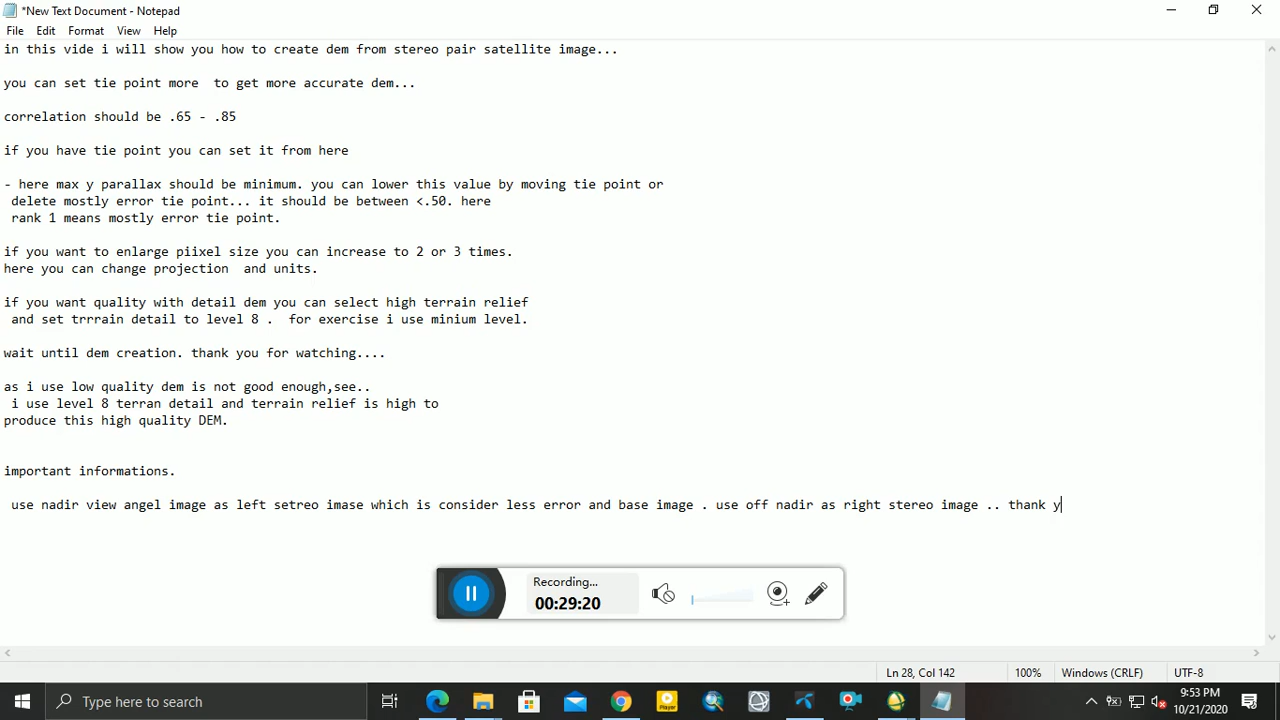 *New Text Document - Notepad
File Edit Format View Help
in this vide i will show you how to create dem from stereo pair satellite image...
you can set tie point more  to get more accurate dem...
correlation should be .65 - .85
if you have tie point you can set it from here
- here max y parallax should be minimum. you can lower this value by moving tie point or
delete mostly error tie point... it should be between <.50. here
rank 1 means mostly error tie point.
if you want to enlarge piixel size you can increase to 2 or 3 times.
here you can change projection  and units.
if you want quality with detail dem you can select high terrain relief
and set trrrain detail to level 8 .  for exercise i use minium level.
wait until dem creation. thank you for watching....
as i use low quality dem is not good enough,see..
i use level 8 terran detail and terrain relief is high to
produce this high quality DEM.
important informations.
use nadir view angel image as left setreo imase which is consider less error and base image . use off nadir as right stereo image .. thank y
Recording...
00:29:20
Ln 28, Col 142 100% Windows (CRLF) UTF-8
Type here to search
Player
9:53 PM
10/21/2020